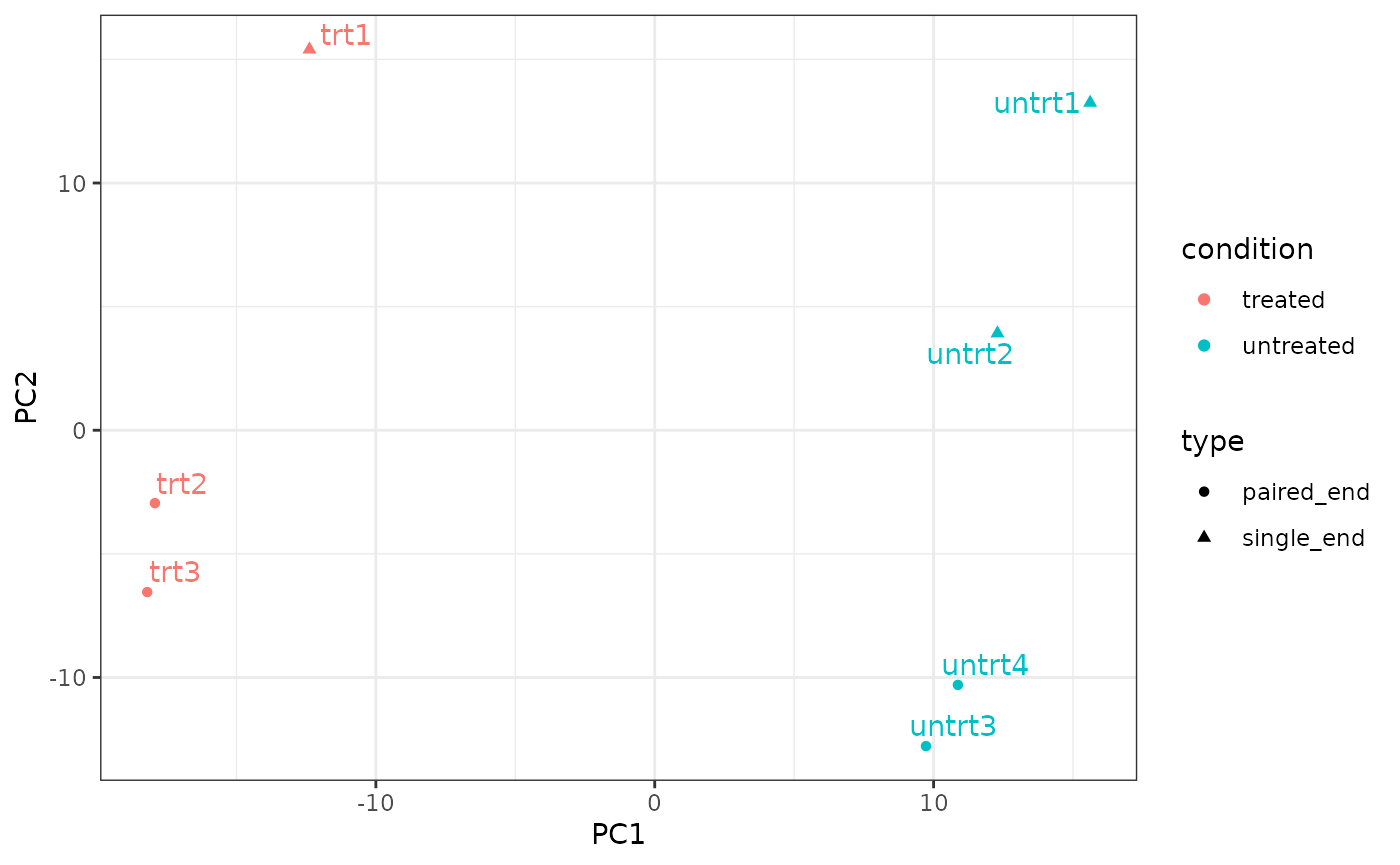 trt1
untrt1
10
condition
treated
untreated
untrt2
PC2
0
type
trt2
paired_end
single_end
trt3
untrt4
-10
untrt3
-10
0
10
PC1